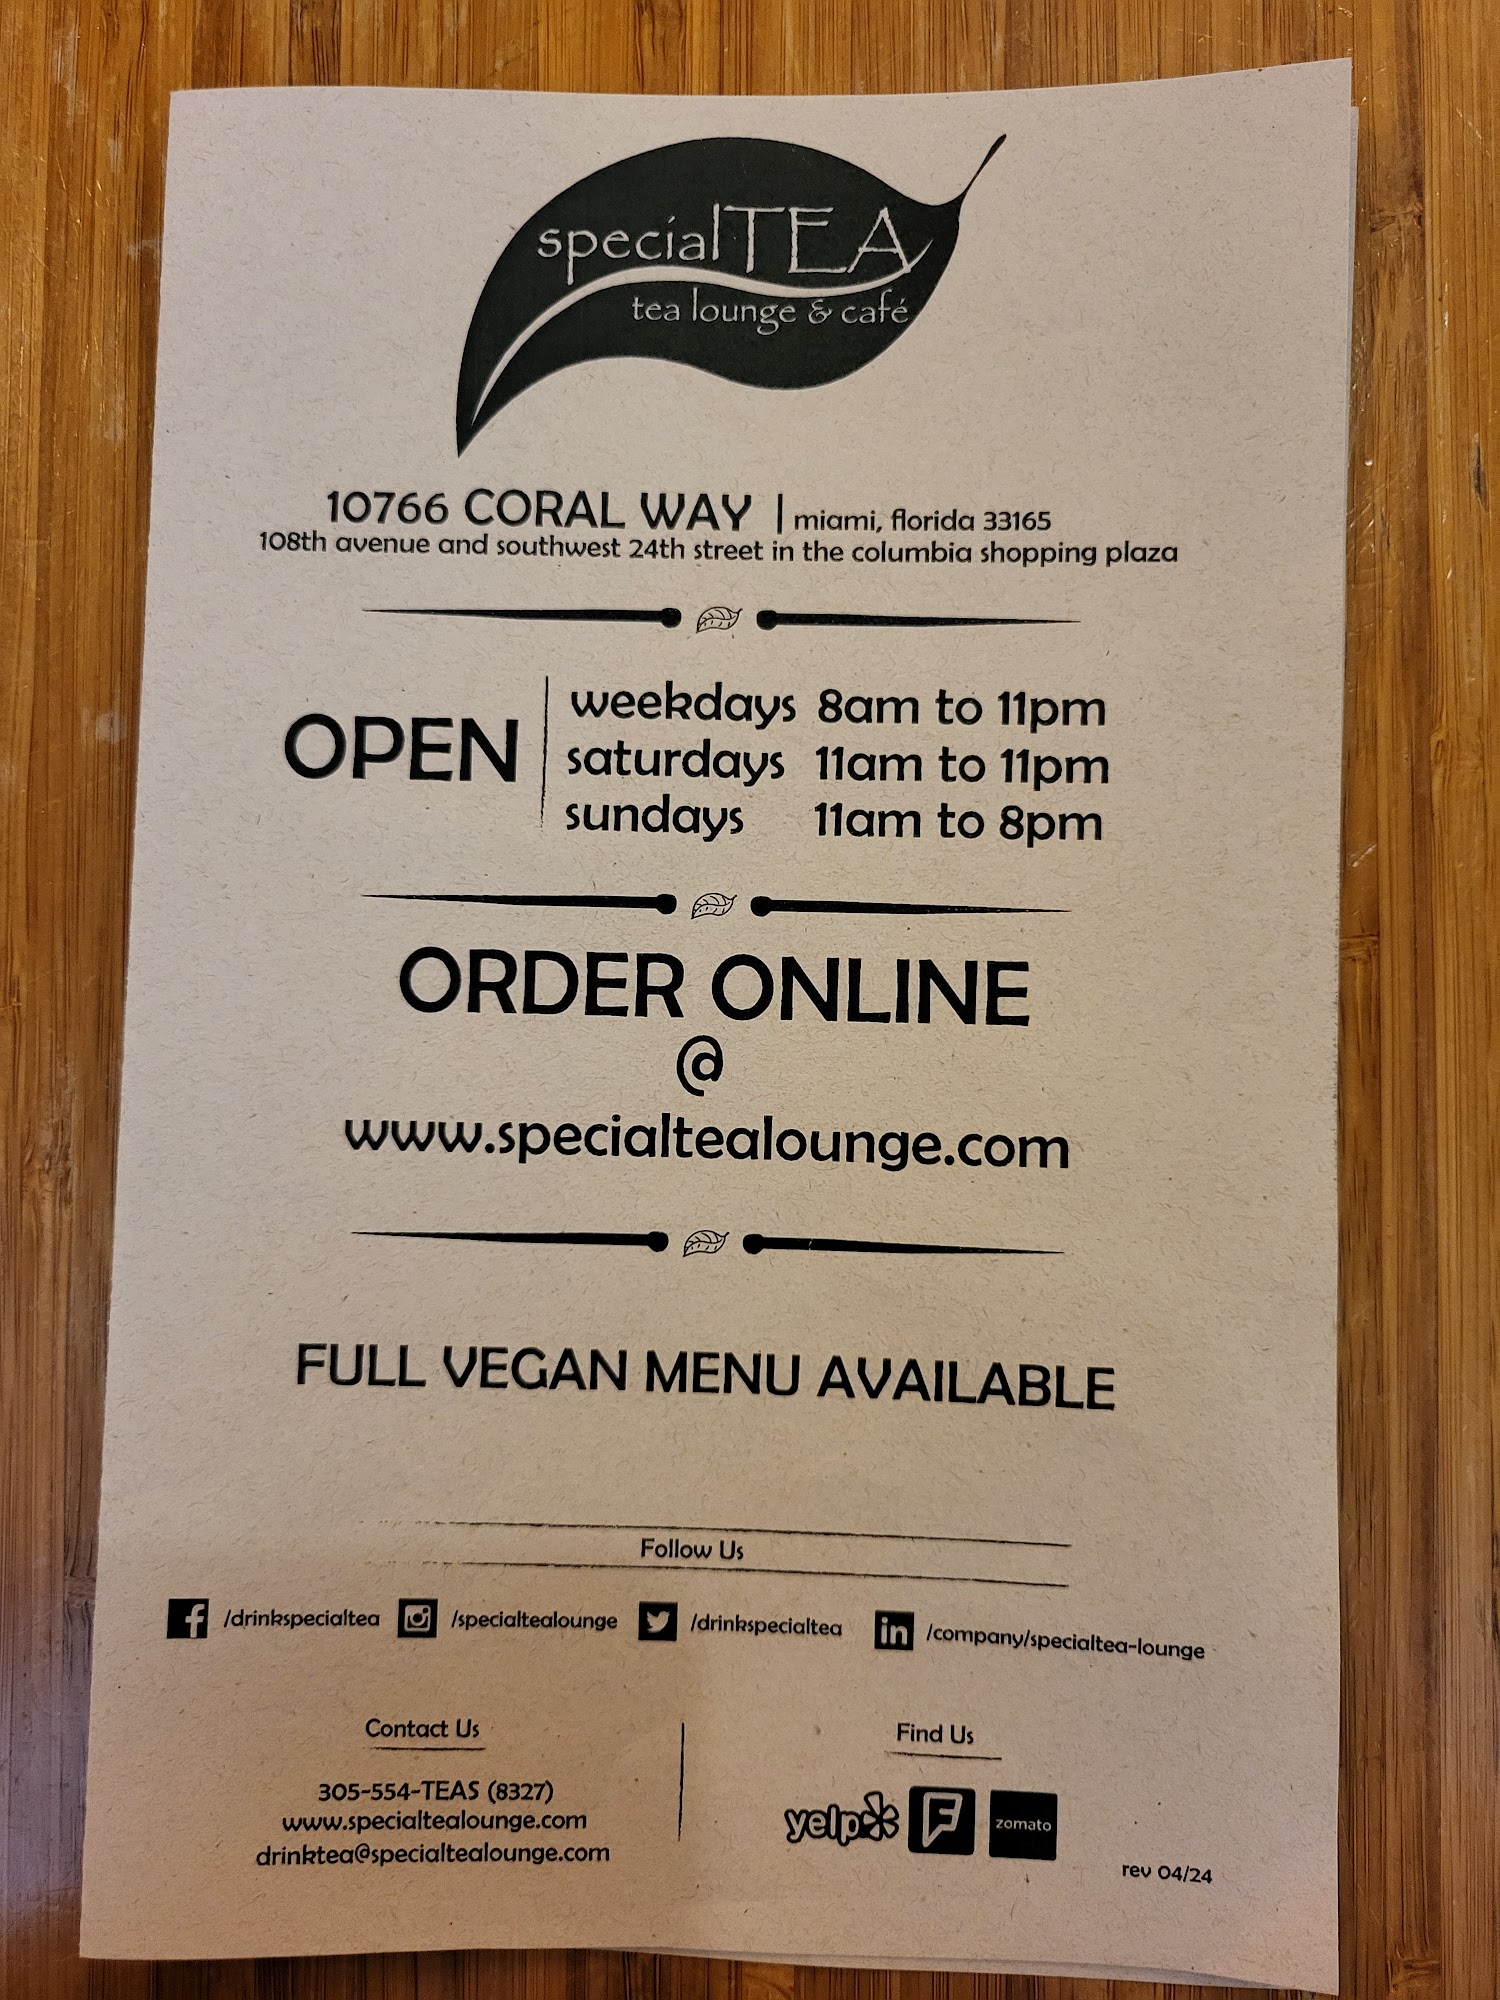 specialTEA
tea lounge & café
10766 CORAL WAY | miami, florida 33165
108th avenue and southwest 24th street in the columbia shopping plaza
OPEN
weekdays 8am to 11pm
saturdays 11am to 11pm
sundays 11am to 8pm
ORDER ONLINE
@
www.specialtealounge.com
FULL VEGAN MENU AVAILABLE
Follow Us
/drinkspecialtea /specialtealounge /drinkspecialtea in /company/specialtea-lounge
Contact Us
305-554-TEAS (8327)
www.specialtealounge.com
drinktea@specialtealounge.com
Find Us
yelp zomato
rev 04/24